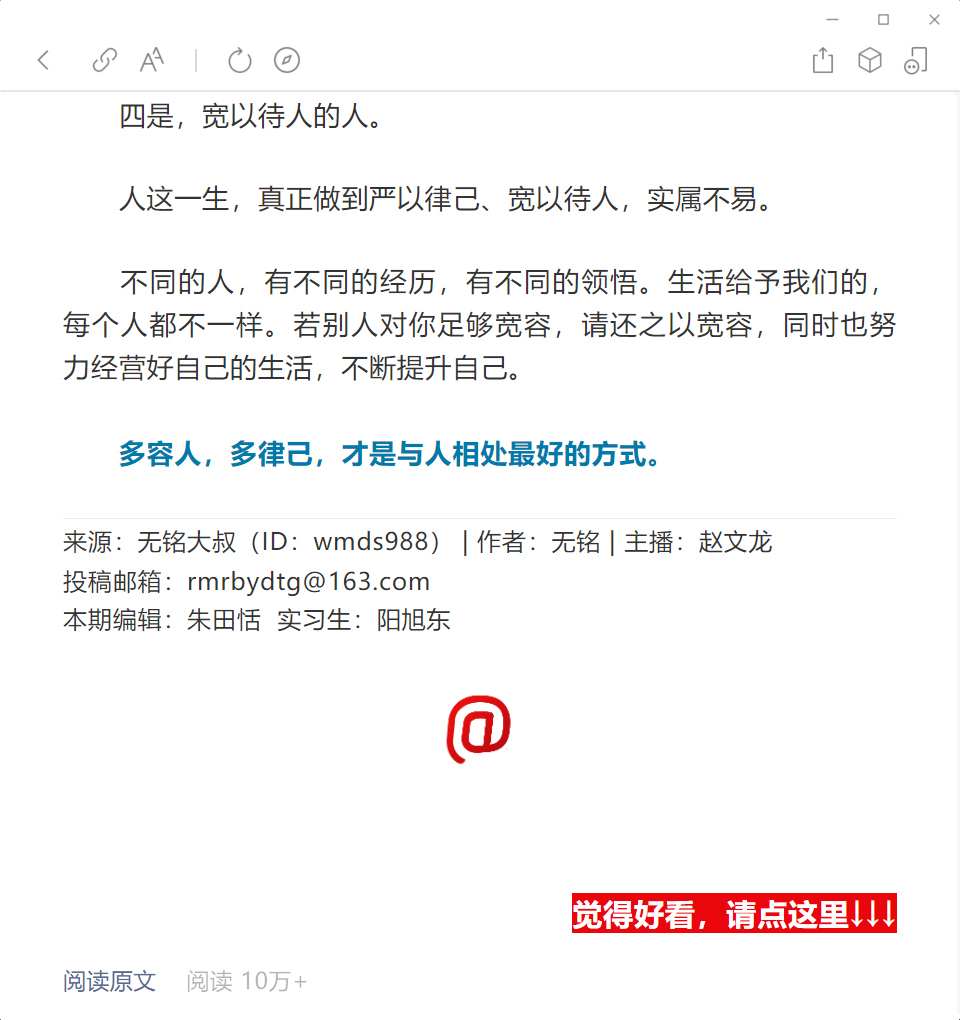 四是，宽以待人的人。
人这一生，真正做到严以律己、宽以待人，实属不易。
不同的人，有不同的经历，有不同的领悟。生活给予我们的，
每个人都不一样。若别人对你足够宽容，请还之以宽容，同时也努
力经营好自己的生活，不断提升自己。
多容人，多律己，才是与人相处最好的方式。
来源：无铭大叔（ID：wmds988） | 作者：无铭 | 主播：赵文龙
投稿邮箱：rmrbydtg@163.com
本期编辑：朱田恬 实习生：阳旭东
@
觉得好看，请点这里↓↓↓
阅读原文 阅读 10万+